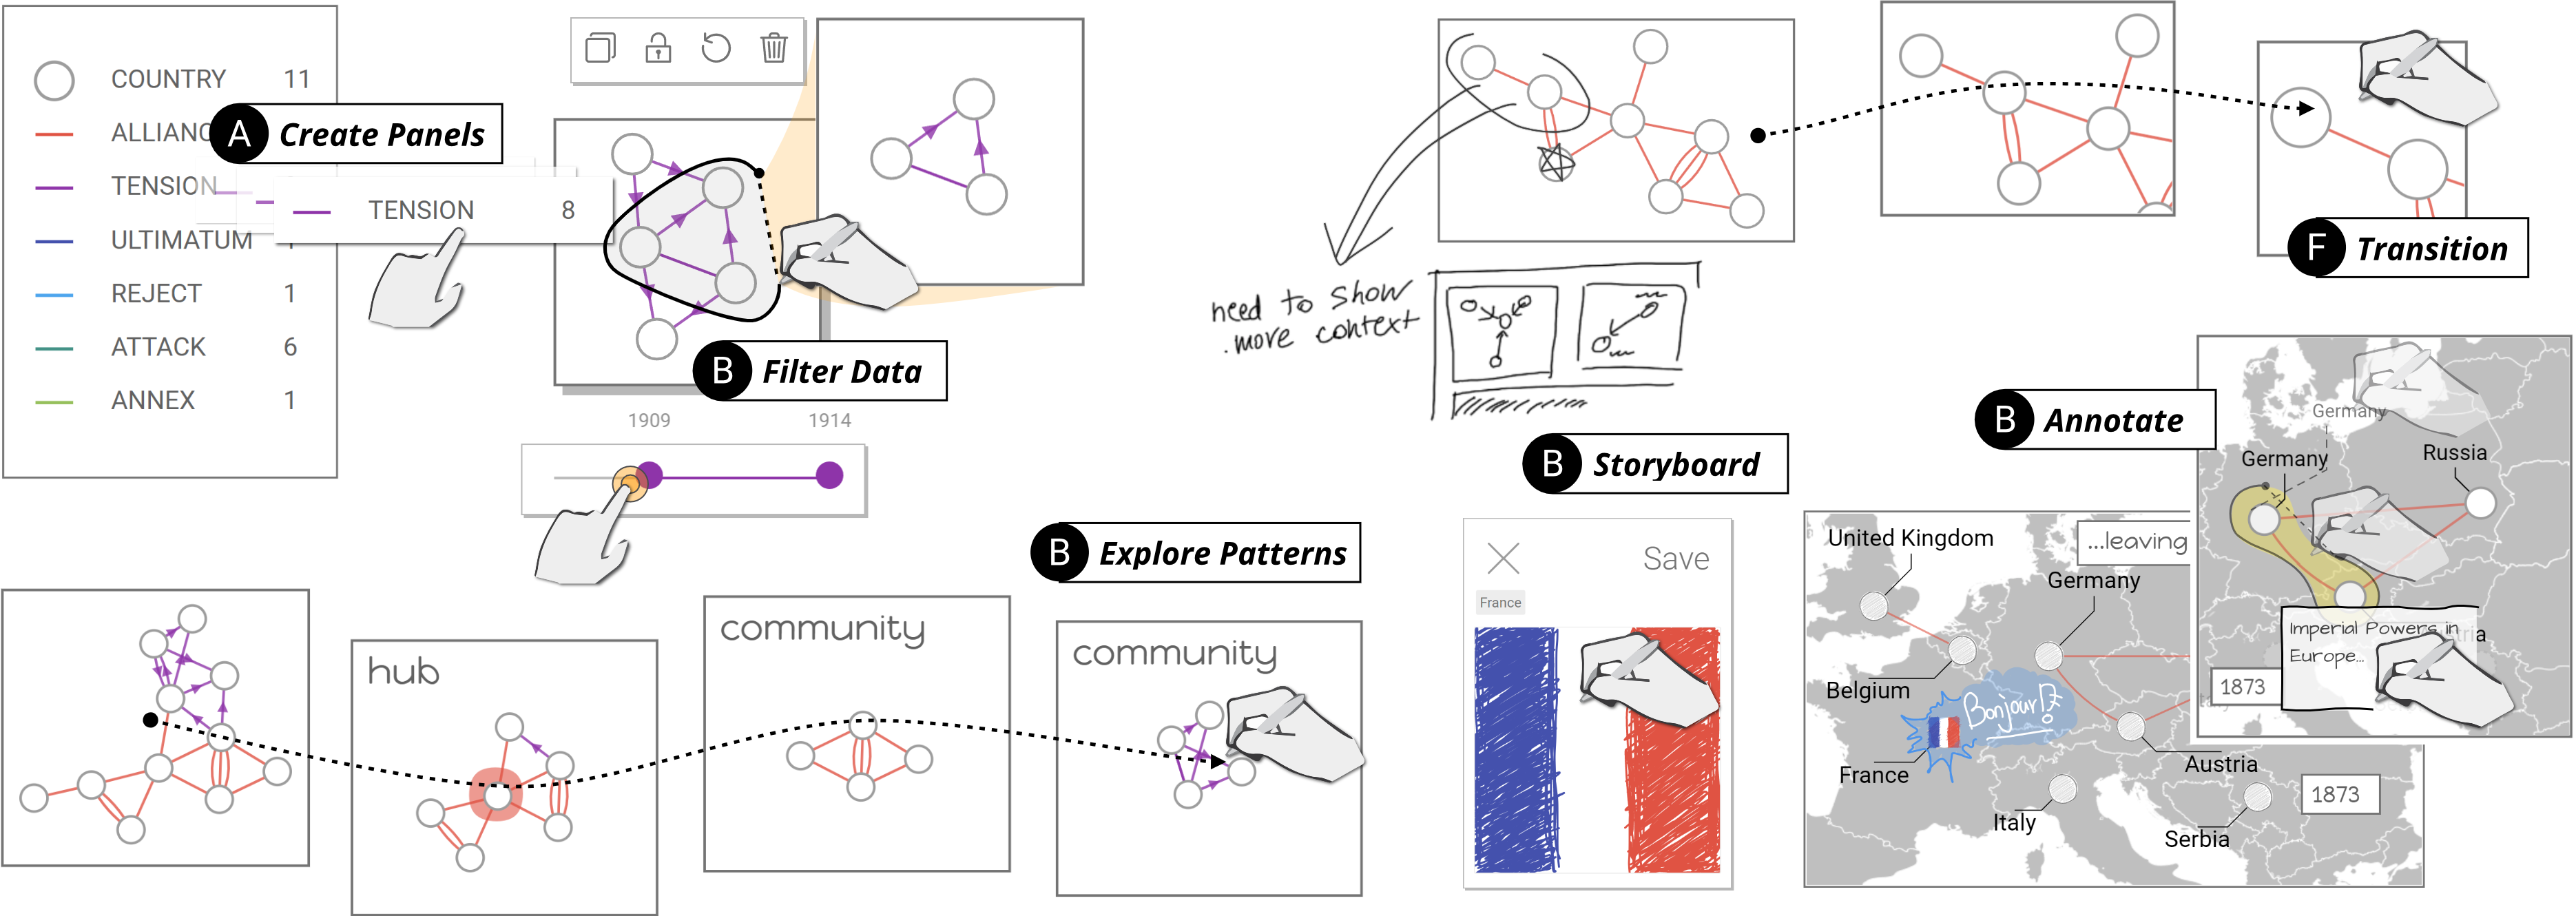 COUNTRY 11
ALLIANC
TENSION
ULTIMATUM
REJECT 1
ATTACK 6
ANNEX 1
A Create Panels
TENSION 8
B Filter Data
1909 1914
B Explore Patterns
hub
community
community
need to show
more context
B Storyboard
F Transition
Save
France
B Annotate
Germany
Germany
Russia
Imperial Powers in
Europe...
1873
United Kingdom
...leaving
Germany
Belgium
Bonjour!
France
Austria
Italy
Serbia
1873